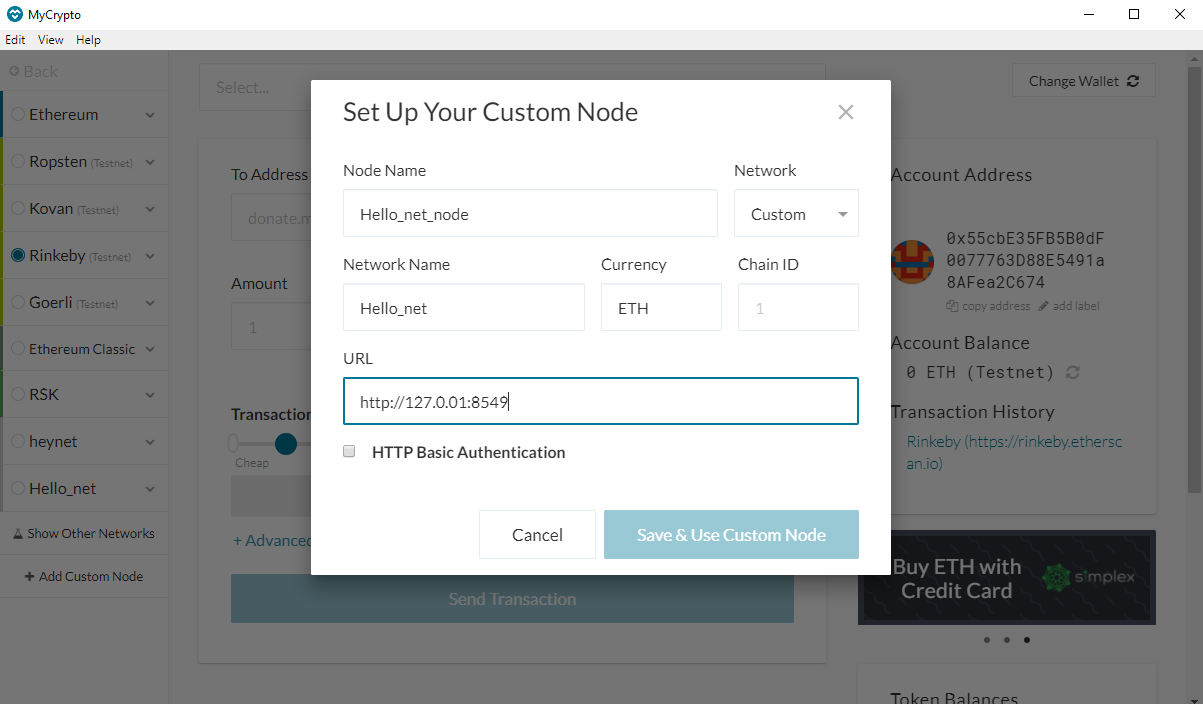 MyCrypto
Edit View Help
Back
Ethereum
Ropsten (Testnet)
Kovan (Testnet)
Rinkeby (Testnet)
Goerli (Testnet)
Ethereum Classic
RSK
heynet
Hello_net
Show Other Networks
+ Add Custom Node
Select...
Change Wallet
To Address
donate.m
Amount
1
Transaction
Cheap
+ Advanced
Send Transaction
Set Up Your Custom Node
Node Name
Network
Hello_net_node
Custom
Network Name
Currency
Chain ID
Hello_net
ETH
1
URL
http://127.0.01:8549
HTTP Basic Authentication
Cancel
Save & Use Custom Node
Account Address
0x55cbE35FB5B0dF
0077763D88E5491a
8AFea2C674
copy address add label
Account Balance
0 ETH (Testnet)
Transaction History
Rinkeby (https://rinkeby.ethersc
an.io)
Buy ETH with
Credit Card
simplex
Token Balances